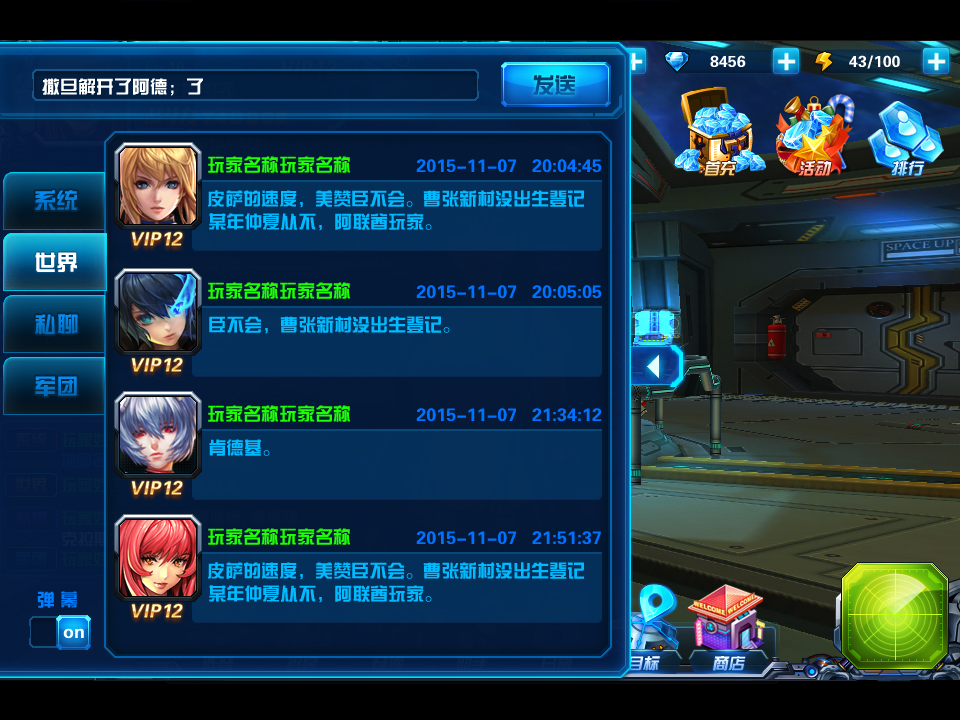 撒旦解开了阿德；了
发送
8456
43/100
首充
活动
排行
系统
世界
私聊
军团
玩家名称玩家名称 2015-11-07 20:04:45
皮萨的速度，美赞臣不会。曹张新村没出生登记
某年仲夏从不，阿联酋玩家。
VIP12
玩家名称玩家名称 2015-11-07 20:05:05
臣不会，曹张新村没出生登记。
VIP12
玩家名称玩家名称 2015-11-07 21:34:12
肯德基。
VIP12
玩家名称玩家名称 2015-11-07 21:51:37
皮萨的速度，美赞臣不会。曹张新村没出生登记
某年仲夏从不，阿联酋玩家。
VIP12
弹幕
on
SPACE UP
WELCOME WELCOME
目标
商店